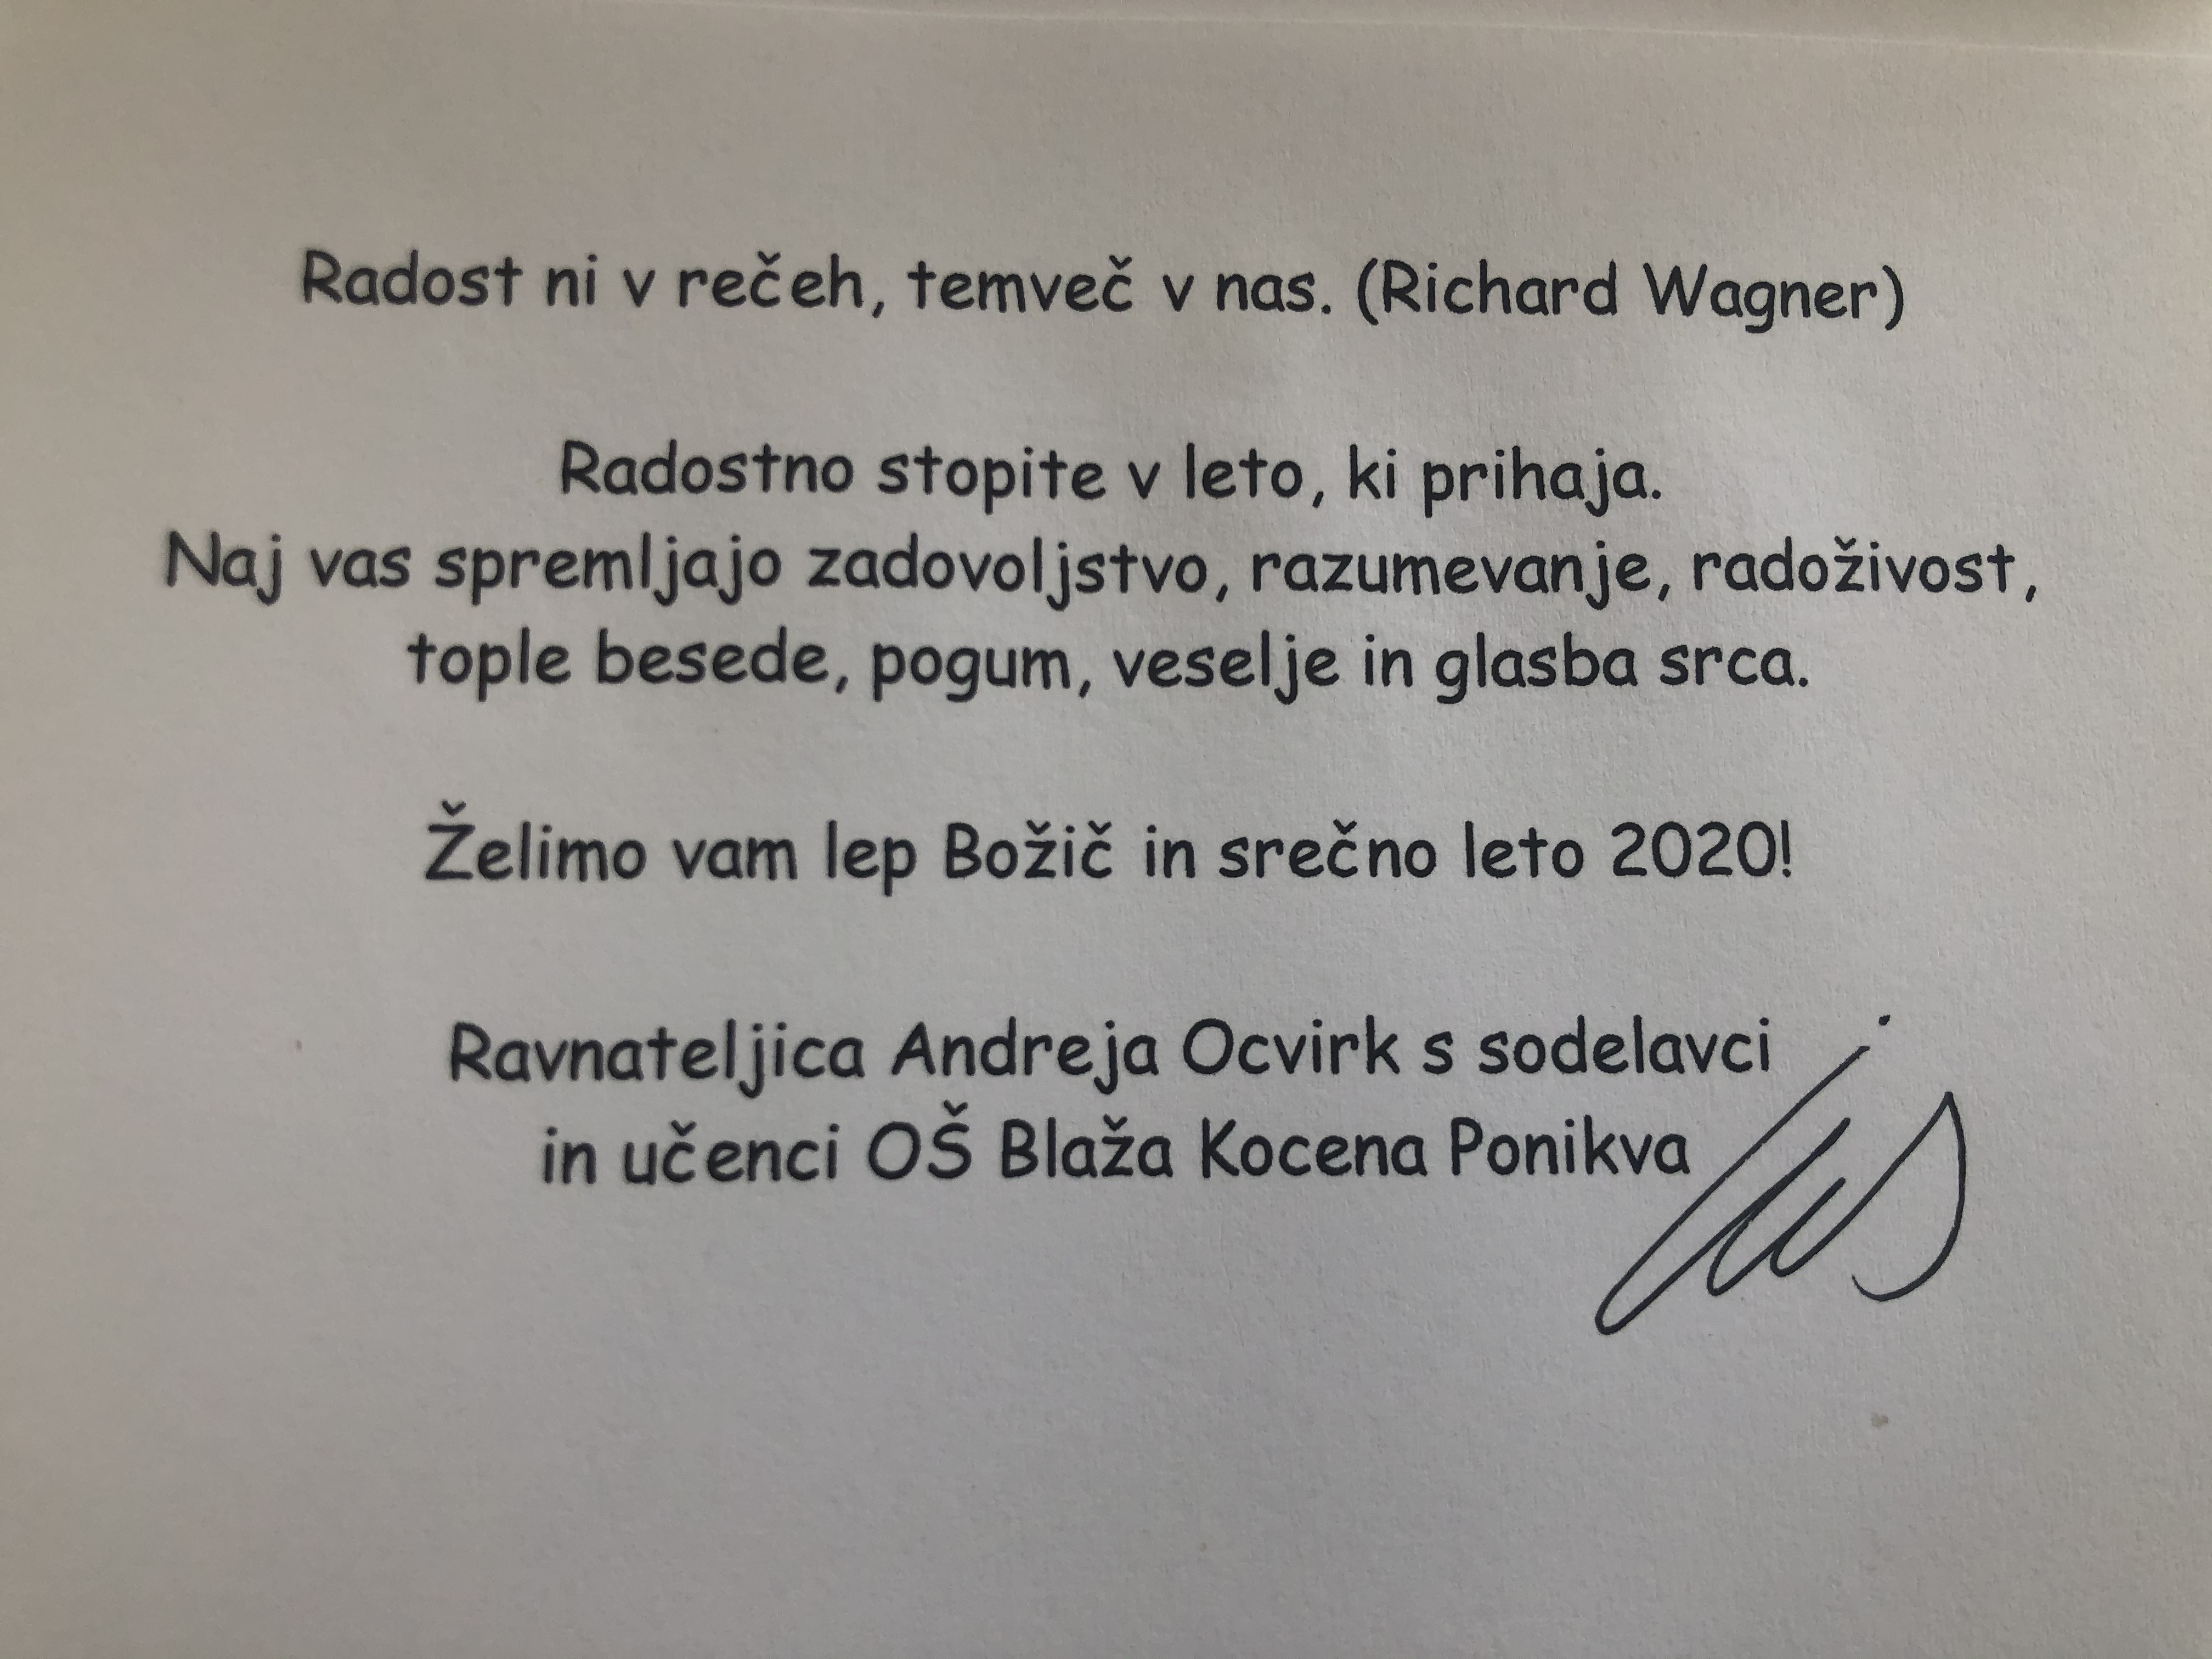 Radost ni v rečeh, temveč v nas. (Richard Wagner)
Radostno stopite v leto, ki prihaja.
Naj vas spremljajo zadovoljstvo, razumevanje, radoživost,
tople besede, pogum, veselje in glasba srca.
Želimo vam lep Božič in srečno leto 2020!
Ravnateljica Andreja Ocvirk s sodelavci
in učenci OŠ Blaža Kocena Ponikva